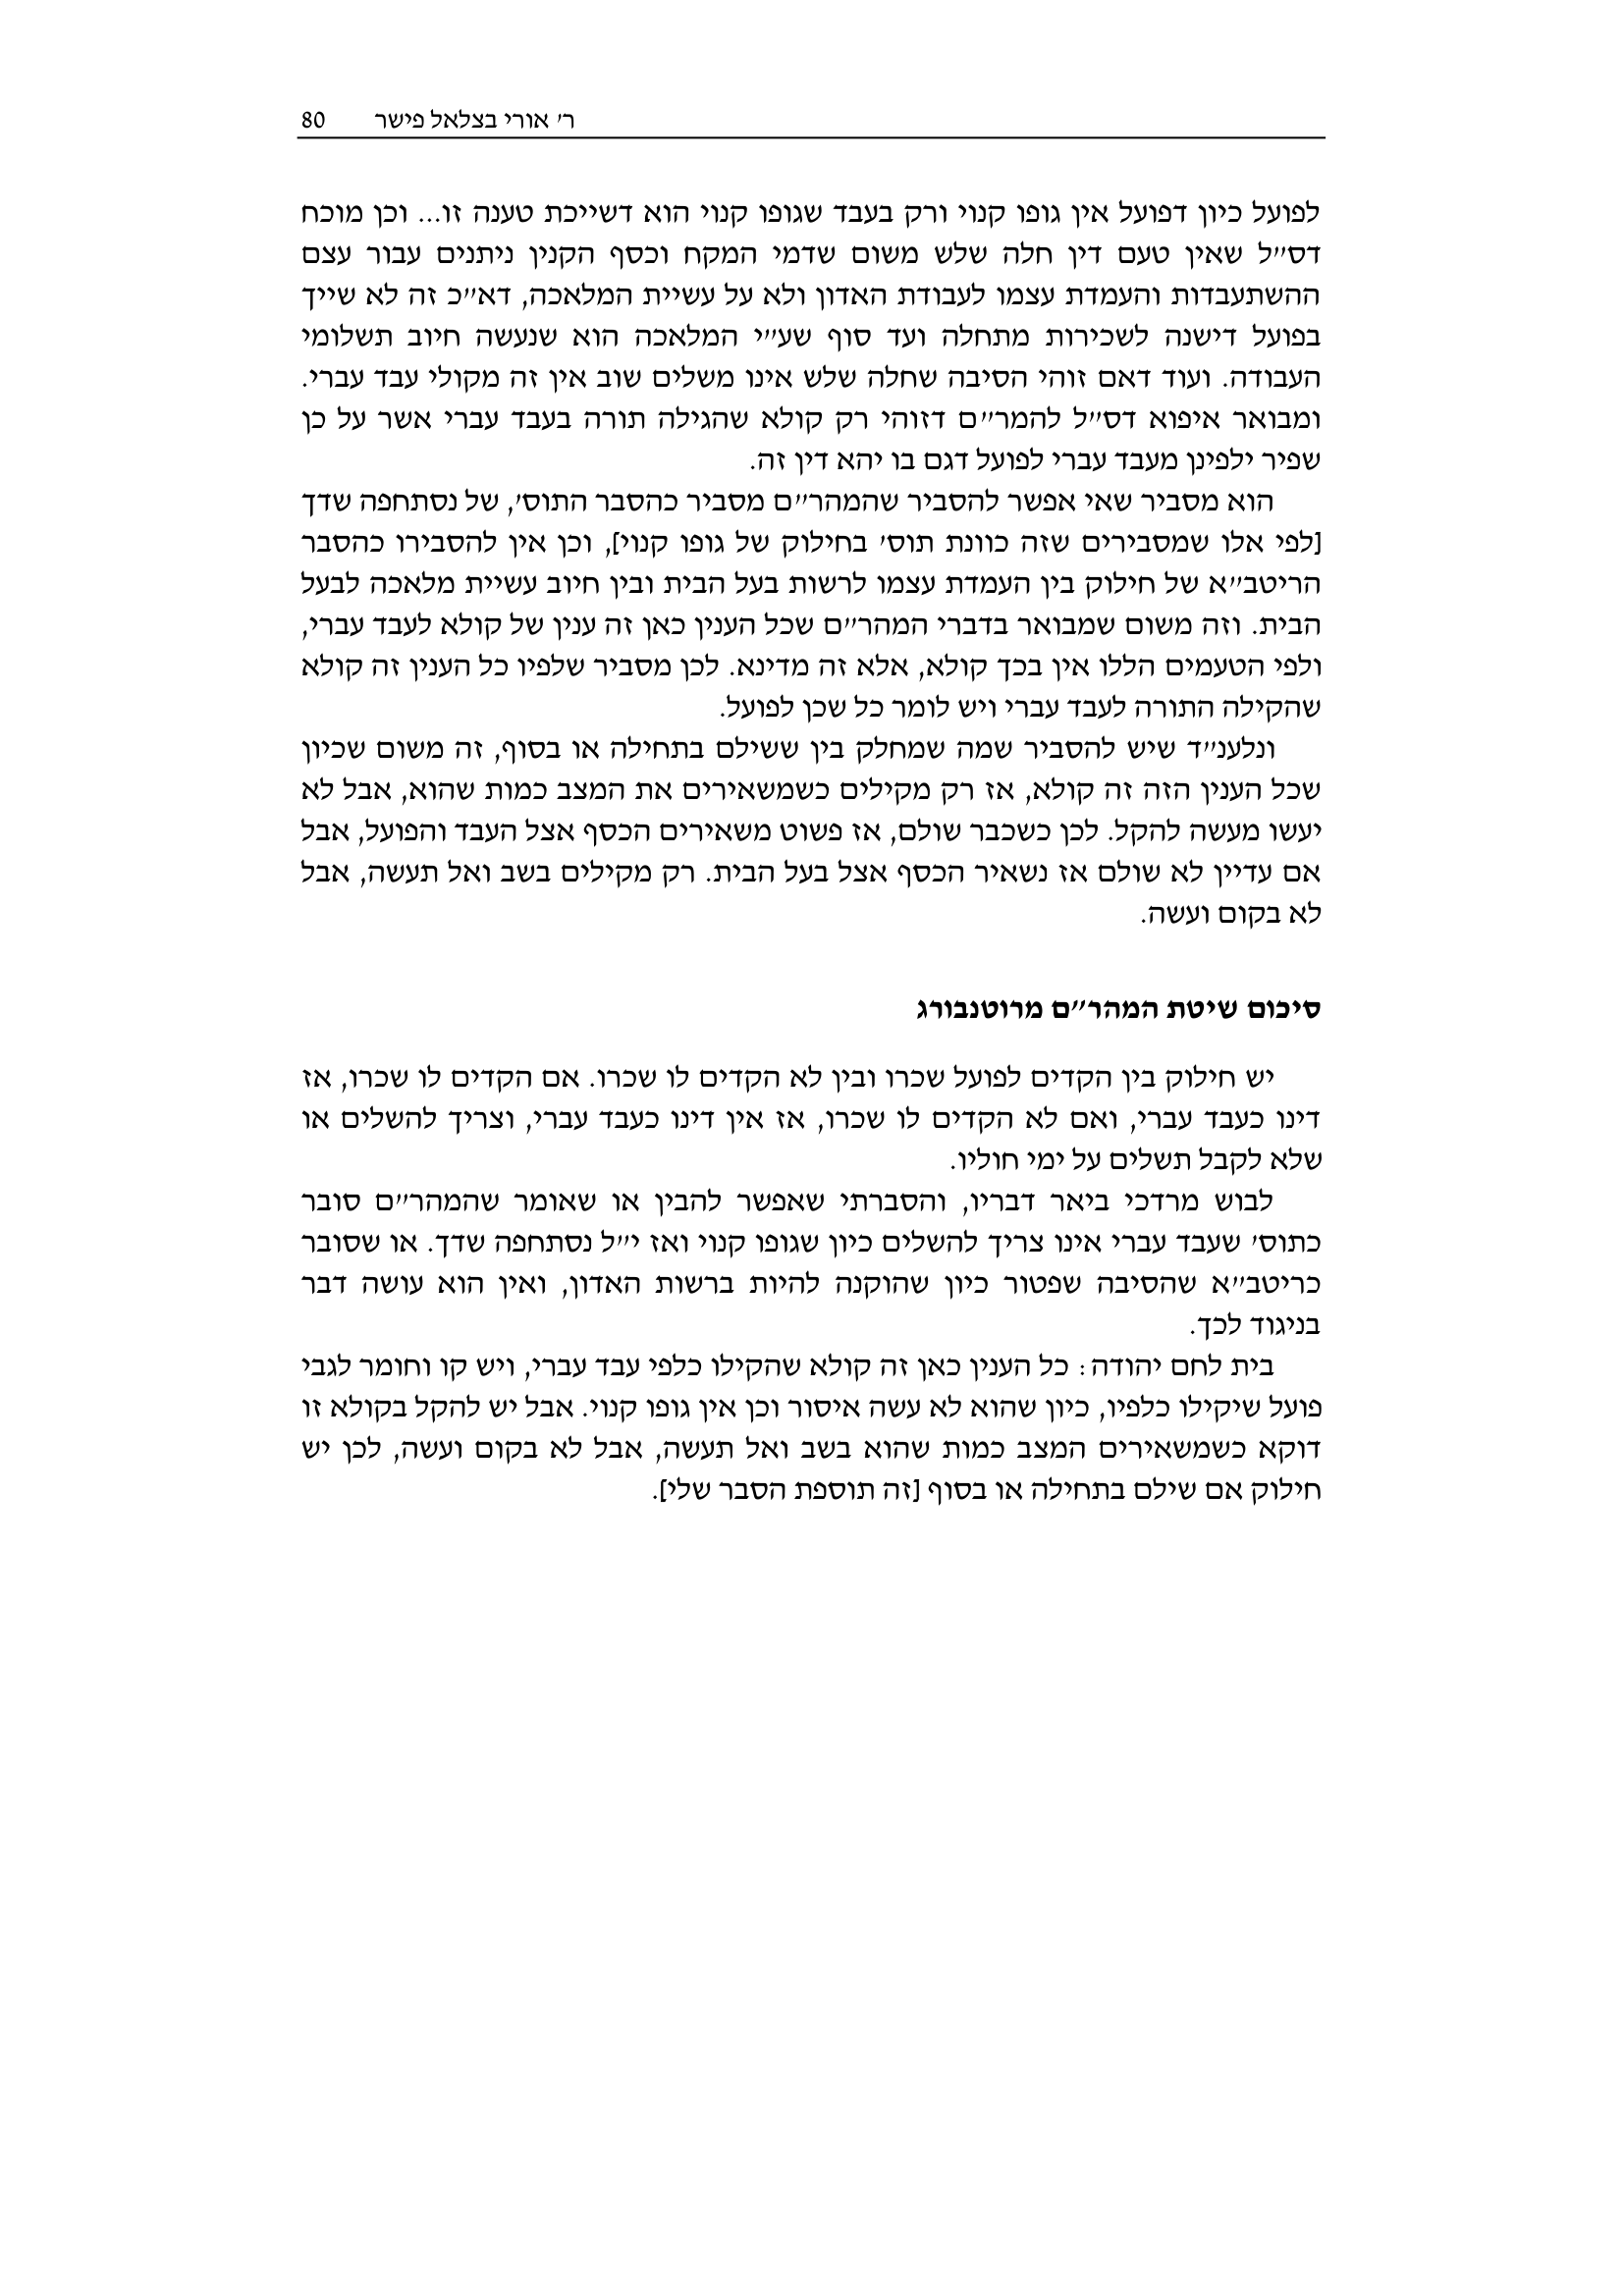 ר׳ אורי בצלאל פישר 80
לפועל כיון דפועל אין גופו קנוי ורק בעבד שגופו קנוי הוא דשייכת טענה זו... וכן מוכח
דס״ל שאין טעם דין חלה שלש משום שדמי המקח וכסף הקנין ניתנים עבור עצם
ההשתעבדות והעמדת עצמו לעבודת האדון ולא על עשיית המלאכה, דא״כ זה לא שייך
בפועל דישנה לשכירות מתחלה ועד סוף שע״י המלאכה הוא שנעשה חיוב תשלומי
העבודה. ועוד דאם זוהי הסיבה שחלה שלש אינו משלים שוב אין זה מקולי עבד עברי.
ומבואר איפוא דס״ל להמר״ם דזוהי רק קולא שהגילה תורה בעבד עברי אשר על כן
שפיר ילפינן מעבד עברי לפועל דגם בו יהא דין זה.
הוא מסביר שאי אפשר להסביר שהמהר״ם מסביר כהסבר התוס׳, של נסתחפה שדך
[לפי אלו שמסבירים שזה כוונת תוס׳ בחילוק של גופו קנוי], וכן אין להסבירו כהסבר
הריטב״א של חילוק בין העמדת עצמו לרשות בעל הבית ובין חיוב עשיית מלאכה לבעל
הבית. וזה משום שמבואר בדברי המהר״ם שכל הענין כאן זה ענין של קולא לעבד עברי,
ולפי הטעמים הללו אין בכך קולא, אלא זה מדינא. לכן מסביר שלפיו כל הענין זה קולא
שהקילה התורה לעבד עברי ויש לומר כל שכן לפועל.
ונלענ״ד שיש להסביר שמה שמחלק בין ששילם בתחילה או בסוף, זה משום שכיון
שכל הענין הזה זה קולא, אז רק מקילים כשמשאירים את המצב כמות שהוא, אבל לא
יעשו מעשה להקל. לכן כשכבר שולם, אז פשוט משאירים הכסף אצל העבד והפועל, אבל
אם עדיין לא שולם אז נשאיר הכסף אצל בעל הבית. רק מקילים בשב ואל תעשה, אבל
לא בקום ועשה.
סיכום שיטת המהר״ם מרוטנבורג
יש חילוק בין הקדים לפועל שכרו ובין לא הקדים לו שכרו. אם הקדים לו שכרו, אז
דינו כעבד עברי, ואם לא הקדים לו שכרו, אז אין דינו כעבד עברי, וצריך להשלים או
שלא לקבל תשלים על ימי חוליו.
לבוש מרדכי ביאר דבריו, והסברתי שאפשר להבין או שאומר שהמהר״ם סובר
כתוס׳ שעבד עברי אינו צריך להשלים כיון שגופו קנוי ואז י״ל נסתחפה שדך. או שסובר
כריטב״א שהסיבה שפטור כיון שהוקנה להיות ברשות האדון, ואין הוא עושה דבר
בניגוד לכך.
בית לחם יהודה: כל הענין כאן זה קולא שהקילו כלפי עבד עברי, ויש קו וחומר לגבי
פועל שיקילו כלפיו, כיון שהוא לא עשה איסור וכן אין גופו קנוי. אבל יש להקל בקולא זו
דוקא כשמשאירים המצב כמות שהוא בשב ואל תעשה, אבל לא בקום ועשה, לכן יש
חילוק אם שילם בתחילה או בסוף [זה תוספת הסבר שלי].